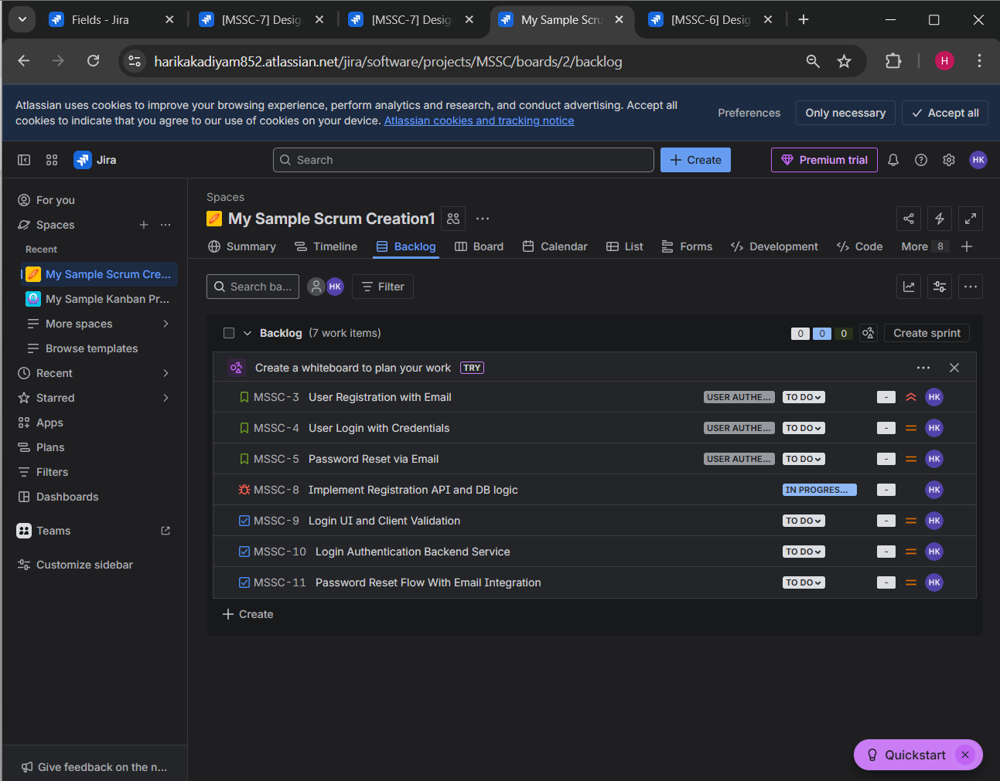 Fields - Jira
[MSSC-7] Desig
[MSSC-7] Desig
My Sample Scru
[MSSC-6] Desig
harikakadiyam852.atlassian.net/jira/software/projects/MSSC/boards/2/backlog
H
Atlassian uses cookies to improve your browsing experience, perform analytics and research, and conduct advertising. Accept all
cookies to indicate that you agree to our use of cookies on your device. Atlassian cookies and tracking notice
Preferences
Only necessary
Accept all
Jira
Search
Create
Premium trial
HK
For you
Spaces
Recent
My Sample Scrum Cre...
My Sample Kanban Pr...
More spaces
Browse templates
Recent
Starred
Apps
Plans
Filters
Dashboards
Teams
Customize sidebar
Give feedback on the n...
Spaces
My Sample Scrum Creation1
Summary
Timeline
Backlog
Board
Calendar
List
Forms
Development
Code
More 8
Search ba...
HK
Filter
Backlog (7 work items)
0 0 0
Create sprint
Create a whiteboard to plan your work TRY
MSSC-3 User Registration with Email USER AUTHE... TO DO - HK
MSSC-4 User Login with Credentials USER AUTHE... TO DO - HK
MSSC-5 Password Reset via Email USER AUTHE... TO DO - HK
MSSC-8 Implement Registration API and DB logic IN PROGRES... - HK
MSSC-9 Login UI and Client Validation TO DO - HK
MSSC-10 Login Authentication Backend Service TO DO - HK
MSSC-11 Password Reset Flow With Email Integration TO DO - HK
Create
Quickstart